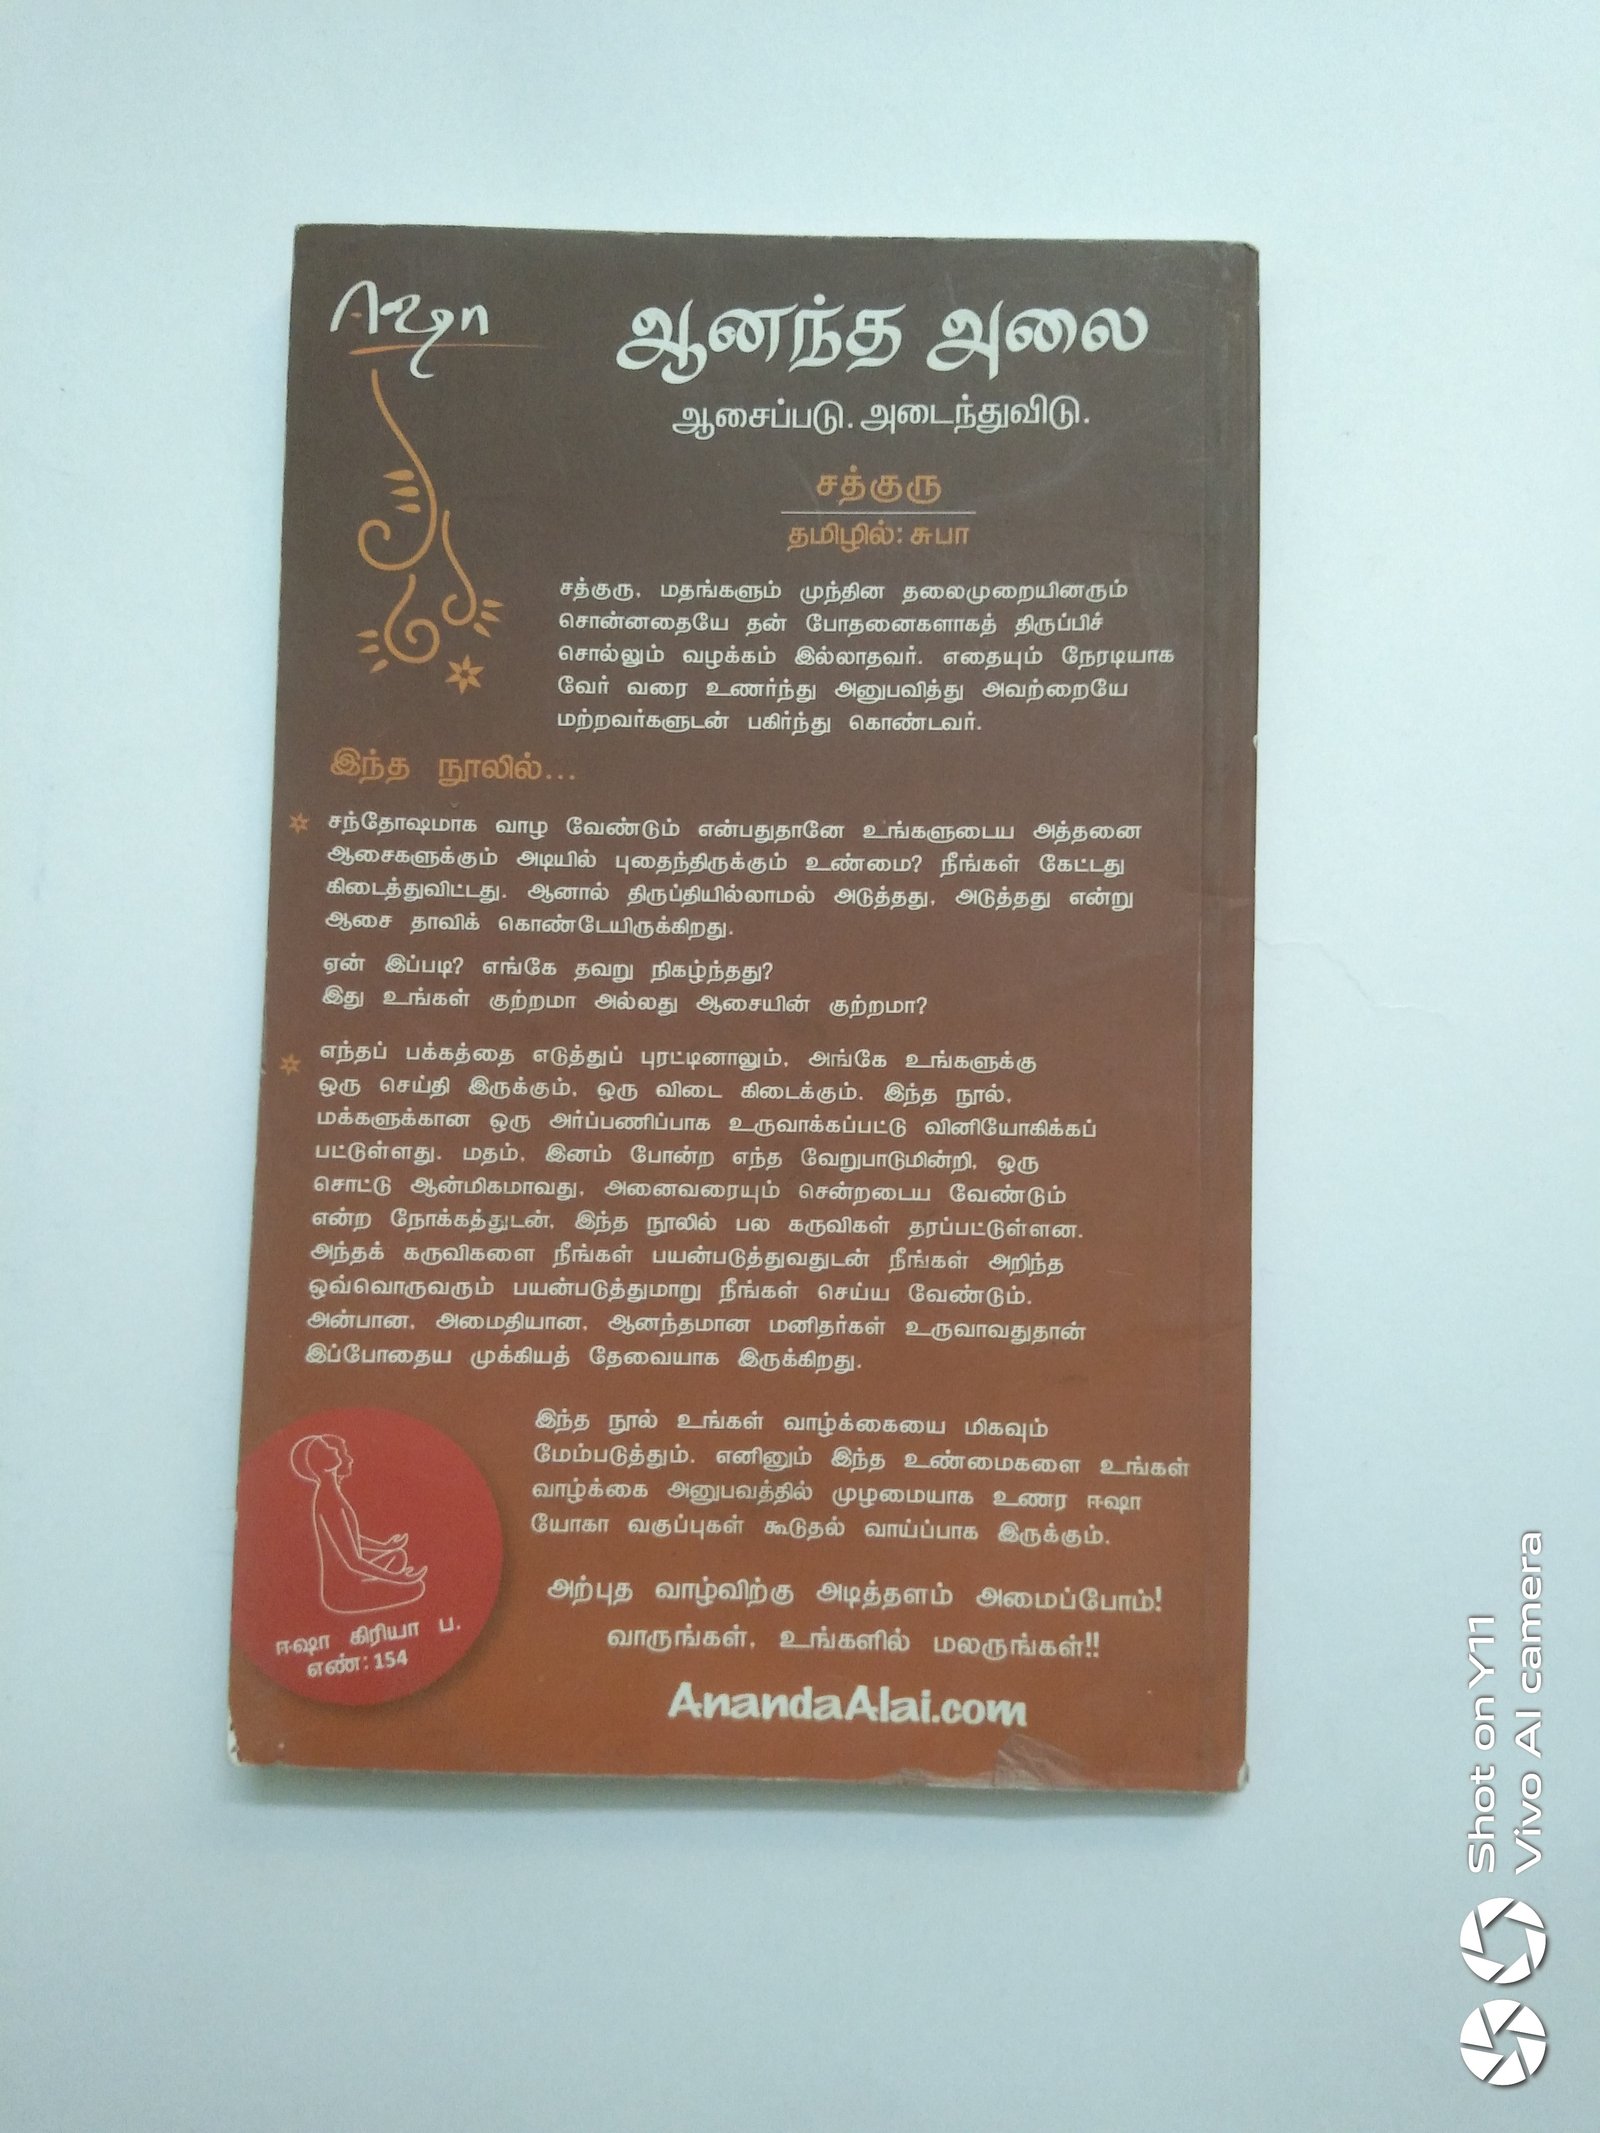 ஈஷா
ஆனந்த அலை
ஆசைப்படு. அடைந்துவிடு.
சத்குரு
தமிழில்: சுபா
சத்குரு, மதங்களும் முந்தின தலைமுறையினரும்
சொன்னதையே தன் போதனைகளாகத் திருப்பிச்
சொல்லும் வழக்கம் இல்லாதவர். எதையும் நேரடியாக
வேர் வரை உணர்ந்து அனுபவித்து அவற்றையே
மற்றவர்களுடன் பகிர்ந்து கொண்டவர்.
இந்த நூலில்...
சந்தோஷமாக வாழ வேண்டும் என்பதுதானே உங்களுடைய அத்தனை
ஆசைகளுக்கும் அடியில் புதைந்திருக்கும் உண்மை? நீங்கள் கேட்டது
கிடைத்துவிட்டது. ஆனால் திருப்தியில்லாமல் அடுத்தது, அடுத்தது என்று
ஆசை தாவிக் கொண்டேயிருக்கிறது.
ஏன் இப்படி? எங்கே தவறு நிகழ்ந்தது?
இது உங்கள் குற்றமா அல்லது ஆசையின் குற்றமா?
எந்தப் பக்கத்தை எடுத்துப் புரட்டினாலும், அங்கே உங்களுக்கு
ஒரு செய்தி இருக்கும், ஒரு விடை கிடைக்கும். இந்த நூல்,
மக்களுக்கான ஒரு அர்ப்பணிப்பாக உருவாக்கப்பட்டு வினியோகிக்கப்
பட்டுள்ளது. மதம், இனம் போன்ற எந்த வேறுபாடுமின்றி, ஒரு
சொட்டு ஆன்மிகமாவது, அனைவரையும் சென்றடைய வேண்டும்
என்ற நோக்கத்துடன், இந்த நூலில் பல கருவிகள் தரப்பட்டுள்ளன.
அந்தக் கருவிகளை நீங்கள் பயன்படுத்துவதுடன் நீங்கள் அறிந்த
ஒவ்வொருவரும் பயன்படுத்துமாறு நீங்கள் செய்ய வேண்டும்.
அன்பான, அமைதியான, ஆனந்தமான மனிதர்கள் உருவாவதுதான்
இப்போதைய முக்கியத் தேவையாக இருக்கிறது.
இந்த நூல் உங்கள் வாழ்க்கையை மிகவும்
மேம்படுத்தும். எனினும் இந்த உண்மைகளை உங்கள்
வாழ்க்கை அனுபவத்தில் முழமையாக உணர ஈஷா
யோகா வகுப்புகள் கூடுதல் வாய்ப்பாக இருக்கும்.
ஈஷா கிரியா ப.
எண்: 154
அற்புத வாழ்விற்கு அடித்தளம் அமைப்போம்!
வாருங்கள், உங்களில் மலருங்கள்!!
AnandaAlai.com
Shot on Y11
Vivo AI camera